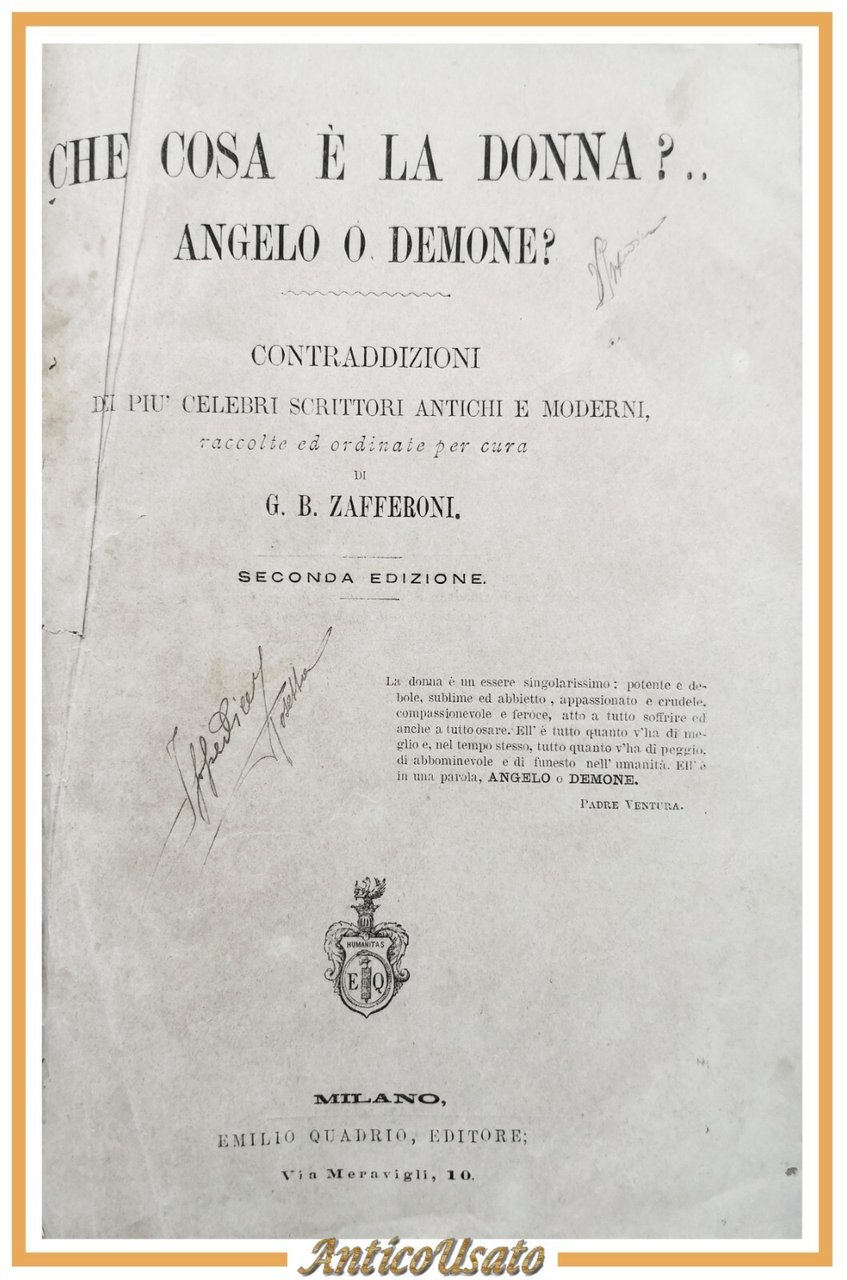 CHE COSA È LA DONNA?..
ANGELO O DEMONE?
CONTRADDIZIONI
DEI PIU' CELEBRI SCRITTORI ANTICHI E MODERNI,
raccolte ed ordinate per cura
DI
G. B. ZAFFERONI.
SECONDA EDIZIONE.
La donna è un essere singolarissimo: potente e de-
bole, sublime ed abbietto, appassionato e crudele,
compassionevole e feroce, atto a tutto soffrire ed
anche a tutto osare. Ell' è tutto quanto v'ha di me-
glio e, nel tempo stesso, tutto quanto v'ha di peggio,
di abbominevole e di funesto nell' umanità. Ell' è
in una parola, ANGELO o DEMONE.
PADRE VENTURA.
HUMANITAS
E Q
MILANO,
EMILIO QUADRIO, EDITORE;
Via Meravigli, 10.
AnticoUsato